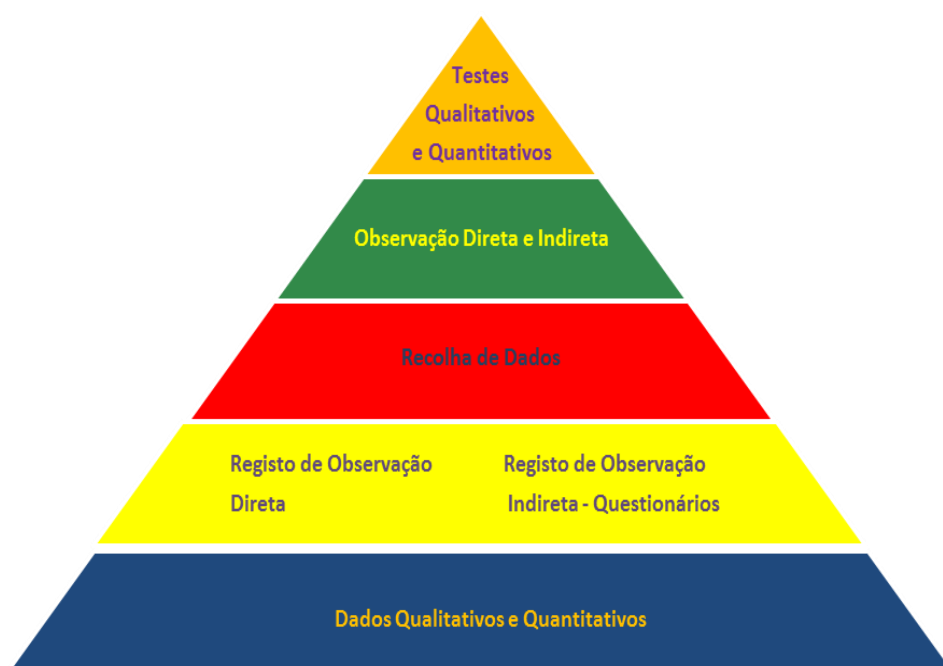 Testes
Qualitativos
e Quantitativos
Observação Direta e Indireta
Recolha de Dados
Registo de Observação
Direta
Registo de Observação
Indireta - Questionários
Dados Qualitativos e Quantitativos